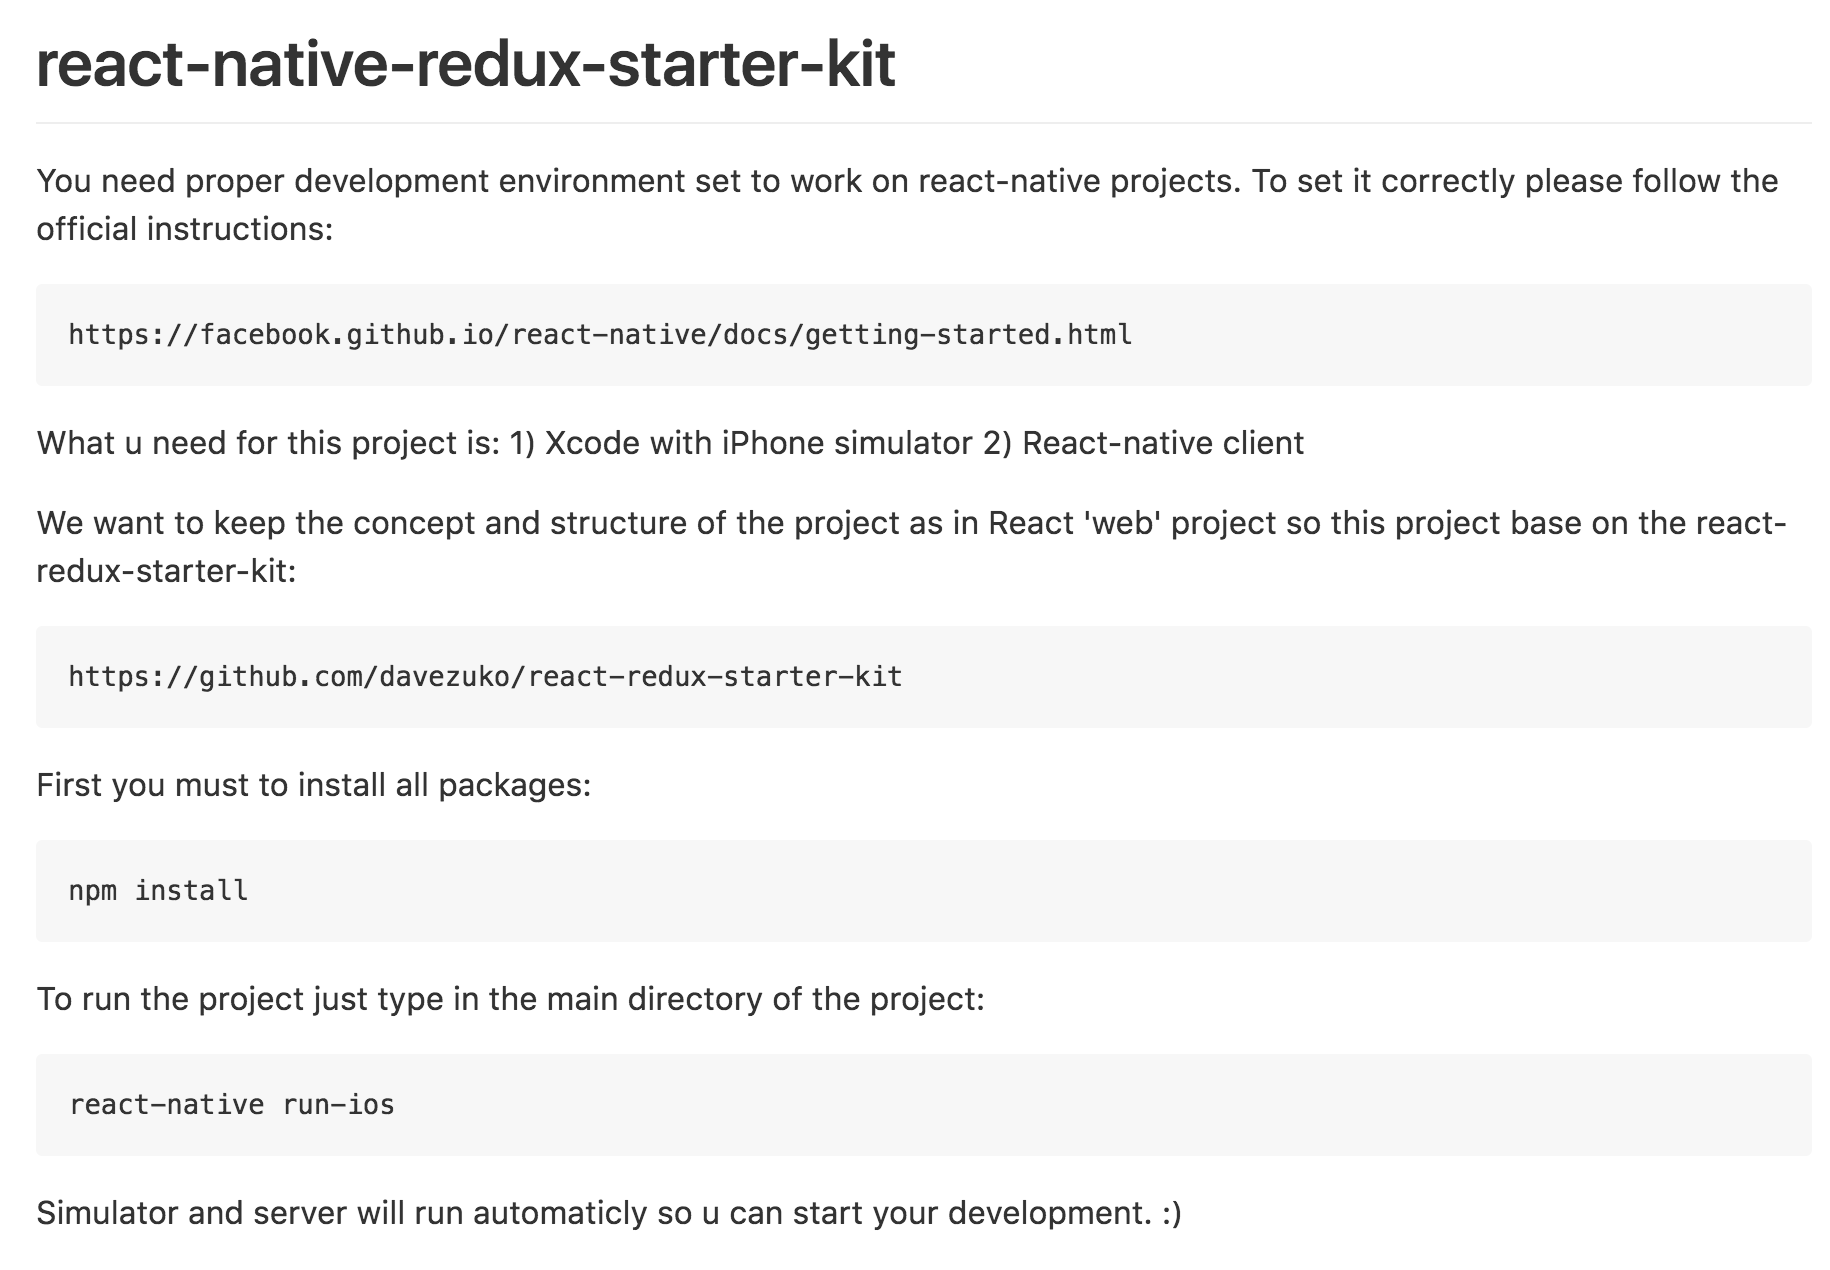 react-native-redux-starter-kit
You need proper development environment set to work on react-native projects. To set it correctly please follow the
official instructions:
https://facebook.github.io/react-native/docs/getting-started.html
What u need for this project is: 1) Xcode with iPhone simulator 2) React-native client
We want to keep the concept and structure of the project as in React 'web' project so this project base on the react-
redux-starter-kit:
https://github.com/davezuko/react-redux-starter-kit
First you must to install all packages:
npm install
To run the project just type in the main directory of the project:
react-native run-ios
Simulator and server will run automaticly so u can start your development. :)